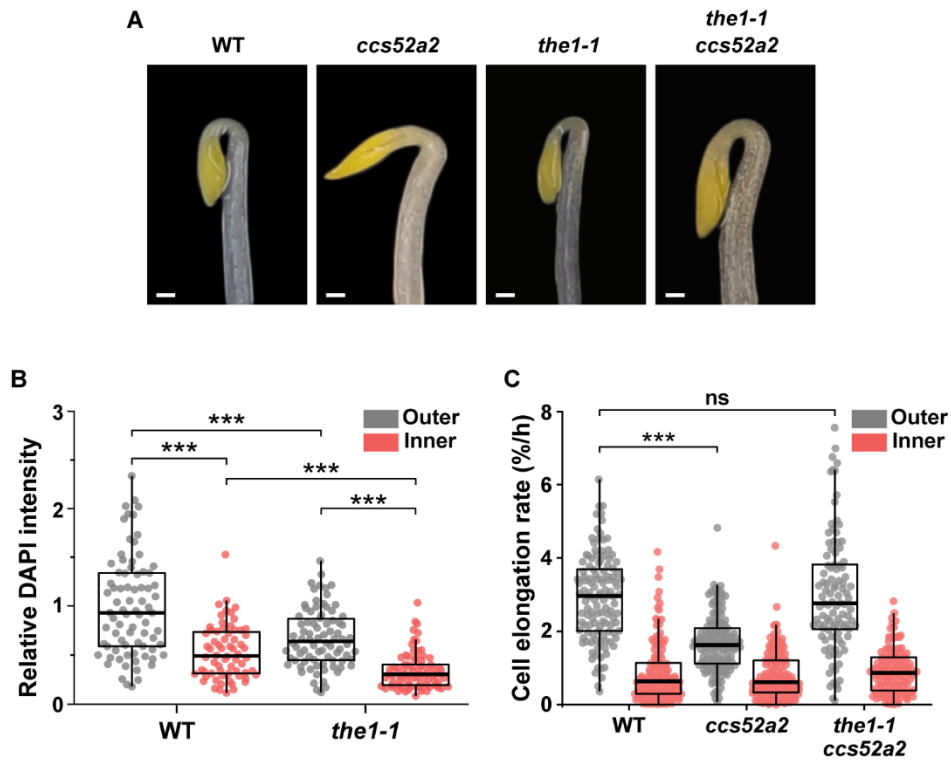 A
WT
ccs52a2
the1-1
the1-1
ccs52a2
B
Relative DAPI intensity
3
2
1
0
***
***
***
***
Outer
Inner
WT
the1-1
C
Cell elongation rate (%/h)
8
6
4
2
0
ns
***
Outer
Inner
WT
ccs52a2
the1-1
ccs52a2